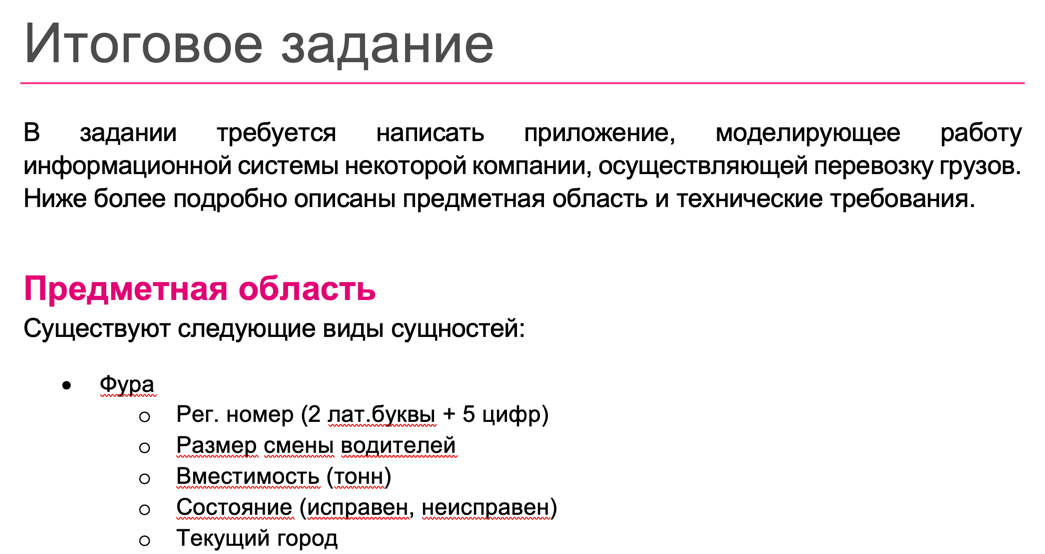 Итоговое задание
В задании требуется написать приложение, моделирующее работу
информационной системы некоторой компании, осуществляющей перевозку грузов.
Ниже более подробно описаны предметная область и технические требования.
Предметная область
Существуют следующие виды сущностей:
• Фура
o Рег. номер (2 лат.буквы + 5 цифр)
o Размер смены водителей
o Вместимость (тонн)
o Состояние (исправен, неисправен)
o Текущий город